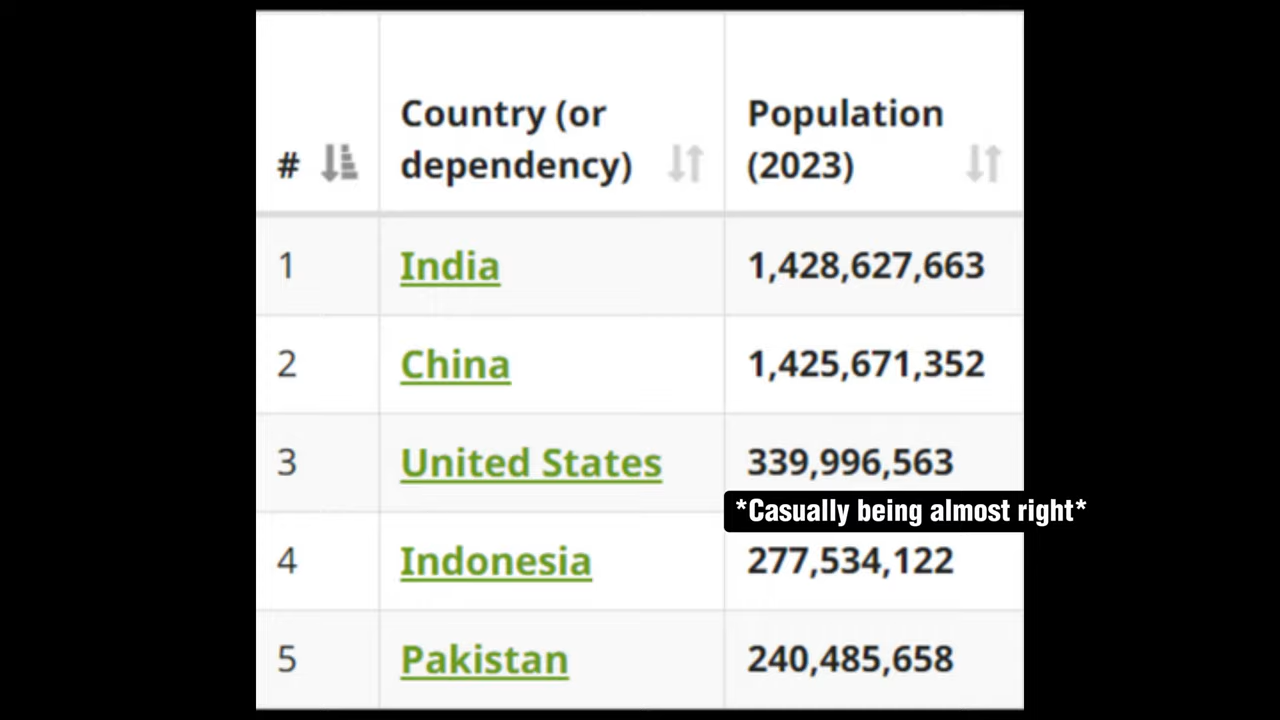 # Country (or dependency) Population (2023)
1 India 1,428,627,663
2 China 1,425,671,352
3 United States 339,996,563
*Casually being almost right*
4 Indonesia 277,534,122
5 Pakistan 240,485,658